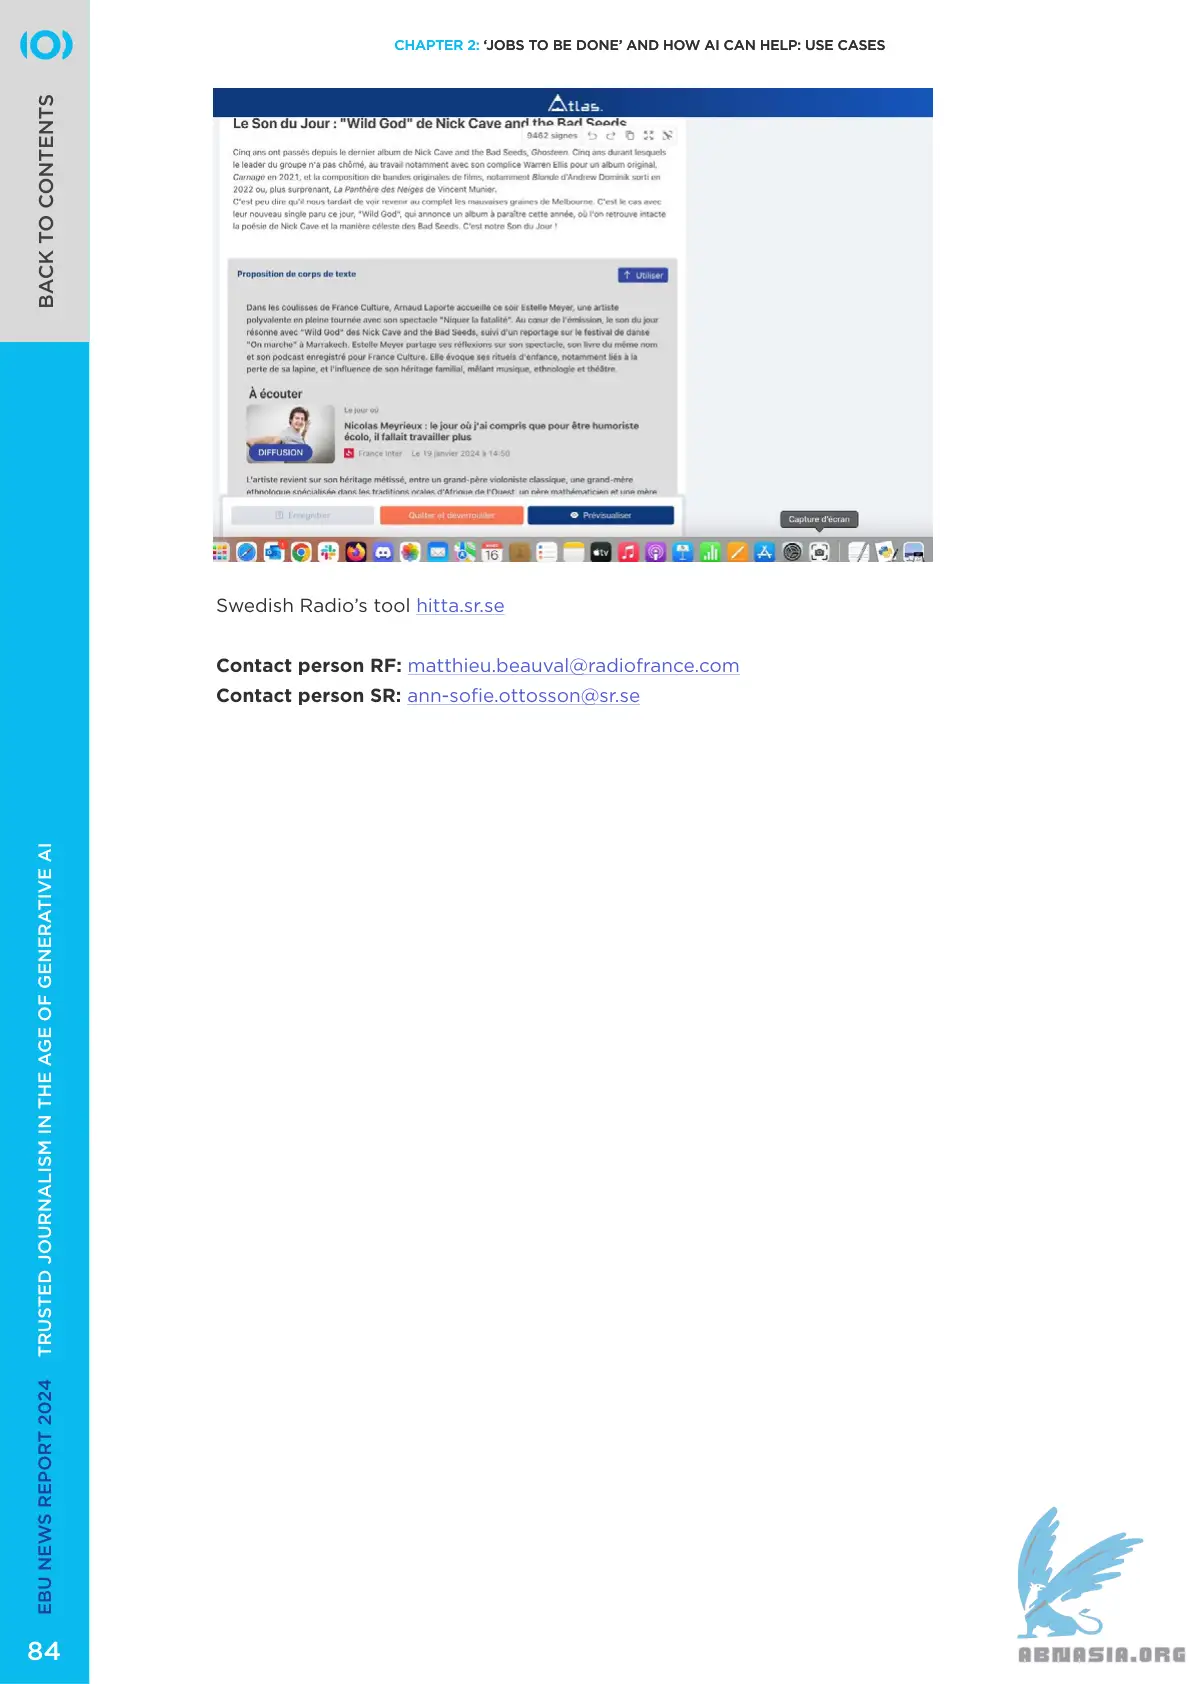 CHAPTER 2: ‘JOBS TO BE DONE’ AND HOW AI CAN HELP: USE CASES
BACK TO CONTENTS
Atlas.
Le Son du Jour : "Wild God" de Nick Cave and the Bad Seeds
9462 signes
Cinq ans ont passés depuis le dernier album de Nick Cave and the Bad Seeds, Ghosteen. Cinq ans durant lesquels
le leader du groupe n'a pas chômé, au travail notamment avec son complice Warren Ellis pour un album original,
Carnage en 2021, et la composition de bandes originales de films, notamment Blonde d'Andrew Dominik sorti en
2022 ou, plus surprenant, La Panthère des Neiges de Vincent Munier.
C'est peu dire qu'il nous tardait de voir revenir au complet les mauvaises graines de Melbourne. C'est le cas avec
leur nouveau single paru ce jour, "Wild God", qui annonce un album à paraître cette année, où l'on retrouve intacte
la poésie de Nick Cave et la manière céleste des Bad Seeds. C'est notre Son du Jour !
Proposition de corps de texte
Utiliser
Dans les coulisses de France Culture, Arnaud Laporte accueille ce soir Estelle Meyer, une artiste
polyvalente en pleine tournée avec son spectacle "Niquer la fatalité". Au cœur de l'émission, le son du jour
résonne avec "Wild God" des Nick Cave and the Bad Seeds, suivi d'un reportage sur le festival de danse
"On marche" à Marrakech. Estelle Meyer partage ses réflexions sur son spectacle, son livre du même nom
et son podcast enregistré pour France Culture. Elle évoque ses rituels d'enfance, notamment liés à la
perte de sa lapine, et l'influence de son héritage familial, mêlant musique, ethnologie et théâtre.
À écouter
Le jour où
Nicolas Meyrieux : le jour où j'ai compris que pour être humoriste
écolo, il fallait travailler plus
DIFFUSION
France Inter Le 19 janvier 2024 à 14:50
L'artiste revient sur son héritage métissé, entre un grand-père violoniste classique, une grand-mère
ethnologue spécialisée dans les traditions orales d'Afrique de l'Ouest, un père mathématicien et une mère
Enregistrer
Quitter et déverrouiller
Prévisualiser
Capture d'écran
tv
16
Swedish Radio’s tool hitta.sr.se
Contact person RF: matthieu.beauval@radiofrance.com
Contact person SR: ann-sofie.ottosson@sr.se
EBU NEWS REPORT 2024 TRUSTED JOURNALISM IN THE AGE OF GENERATIVE AI
84
ABNASIA.ORG